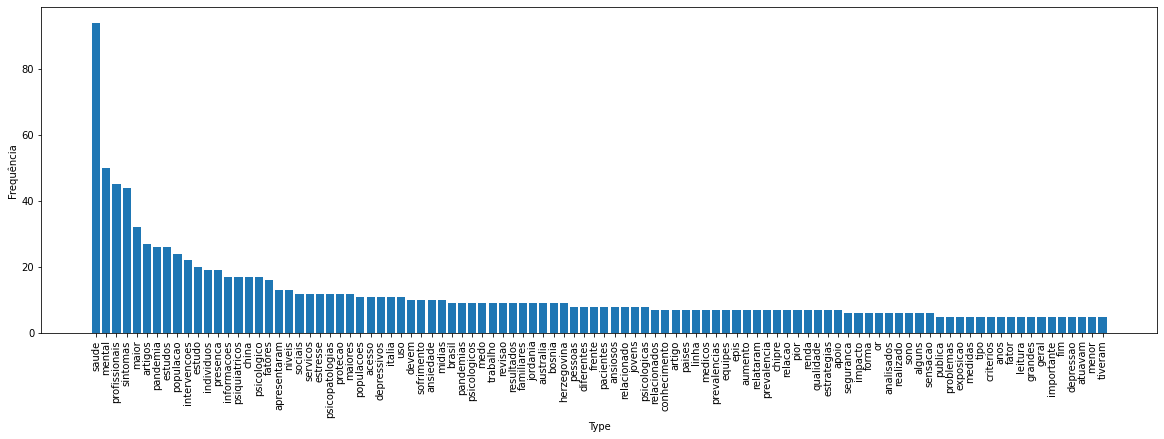 Frequência
80
60
40
20
0
saude
mental
profissionais
sintomas
maior
artigos
pandemia
estudos
populacao
intervencoes
estudo
individuos
presenca
informacoes
psiquiatricos
china
psicologico
fatores
apresentaram
niveis
sociais
servicos
estresse
psicopatologias
protecao
maiores
populacoes
acesso
depressivos
italia
uso
devem
sofrimento
ansiedade
midias
brasil
pandemias
psicologicos
medo
trabalho
revisao
resultados
familiares
jordania
australia
bosnia
herzegovina
pessoas
diferentes
frente
pacientes
ansiosos
relacionado
jovens
psicologicas
relacionados
conhecimento
artigo
paises
linha
medicos
prevalencias
equipes
epis
aumento
relataram
prevalencia
chipre
relacao
pior
renda
qualidade
estrategias
apoio
seguranca
impacto
forma
or
analisados
realizado
sono
alguns
sensacao
publica
problemas
exposicao
medidas
tipo
criterios
anos
fator
leitura
grandes
geral
importante
fim
depressao
atuavam
menor
tiveram
Type